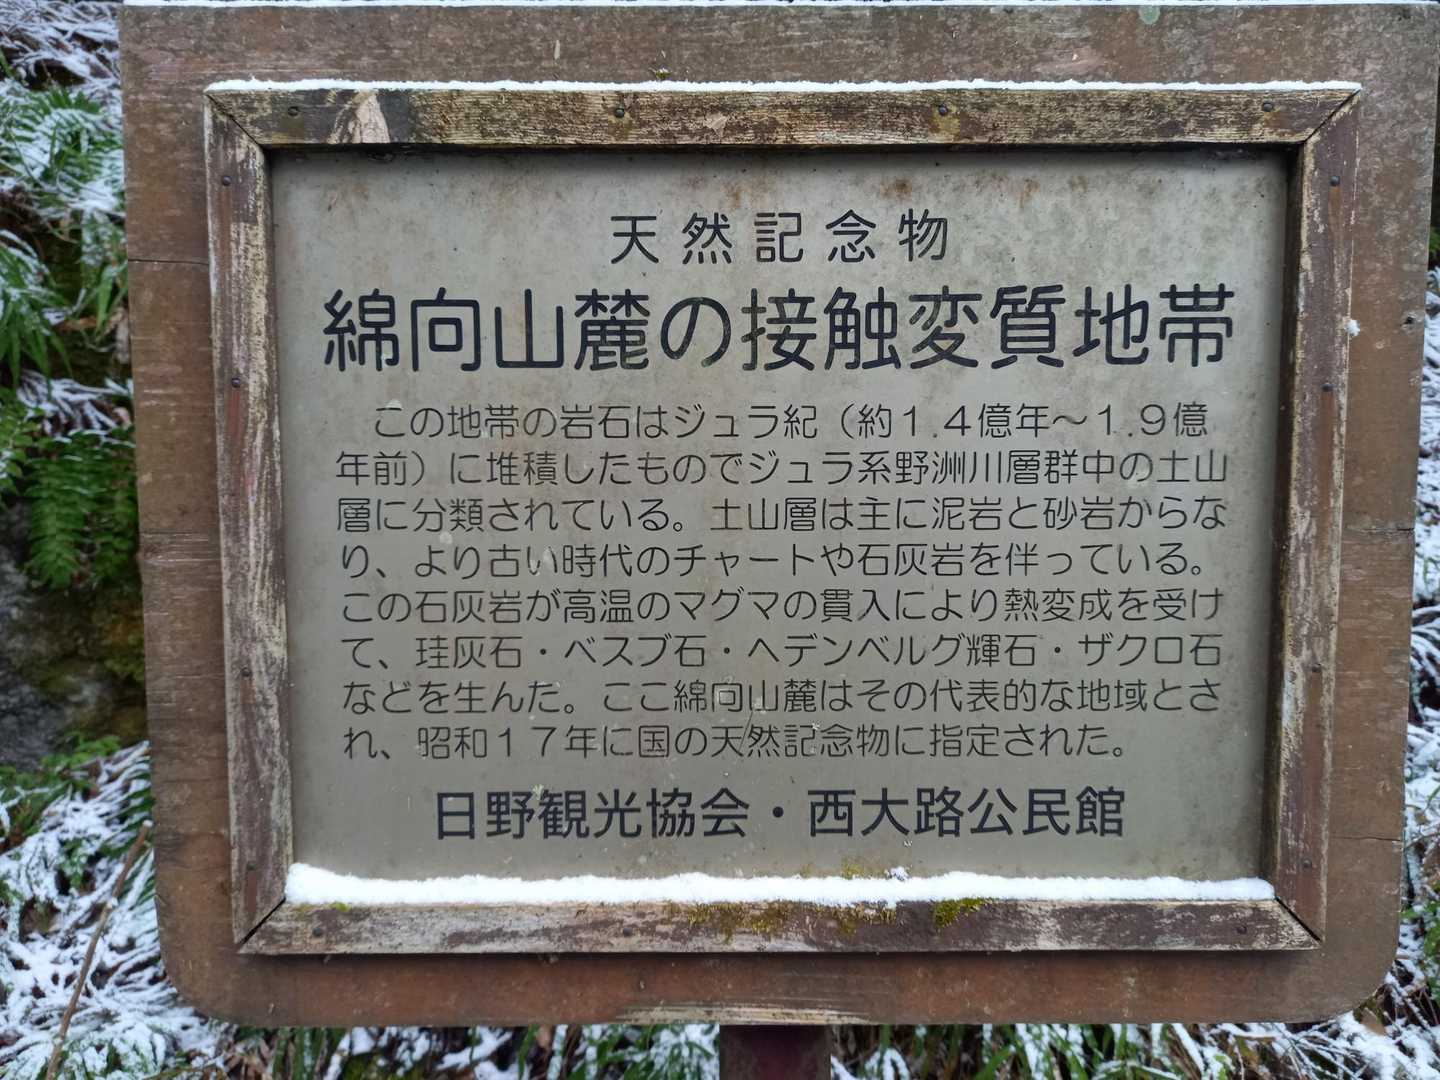 天然記念物
綿向山麓の接触変質地帯
この地帯の岩石はジュラ紀（約１.４億年～１.９億
年前）に堆積したものでジュラ系野洲川層群中の土山
層に分類されている。土山層は主に泥岩と砂岩からな
り、より古い時代のチャートや石灰岩を伴っている。
この石灰岩が高温のマグマの貫入により熱変成を受け
て、珪灰石・ベスブ石・ヘデンベルグ輝石・ザクロ石
などを生んだ。ここ綿向山麓はその代表的な地域とさ
れ、昭和１７年に国の天然記念物に指定された。
日野観光協会・西大路公民館